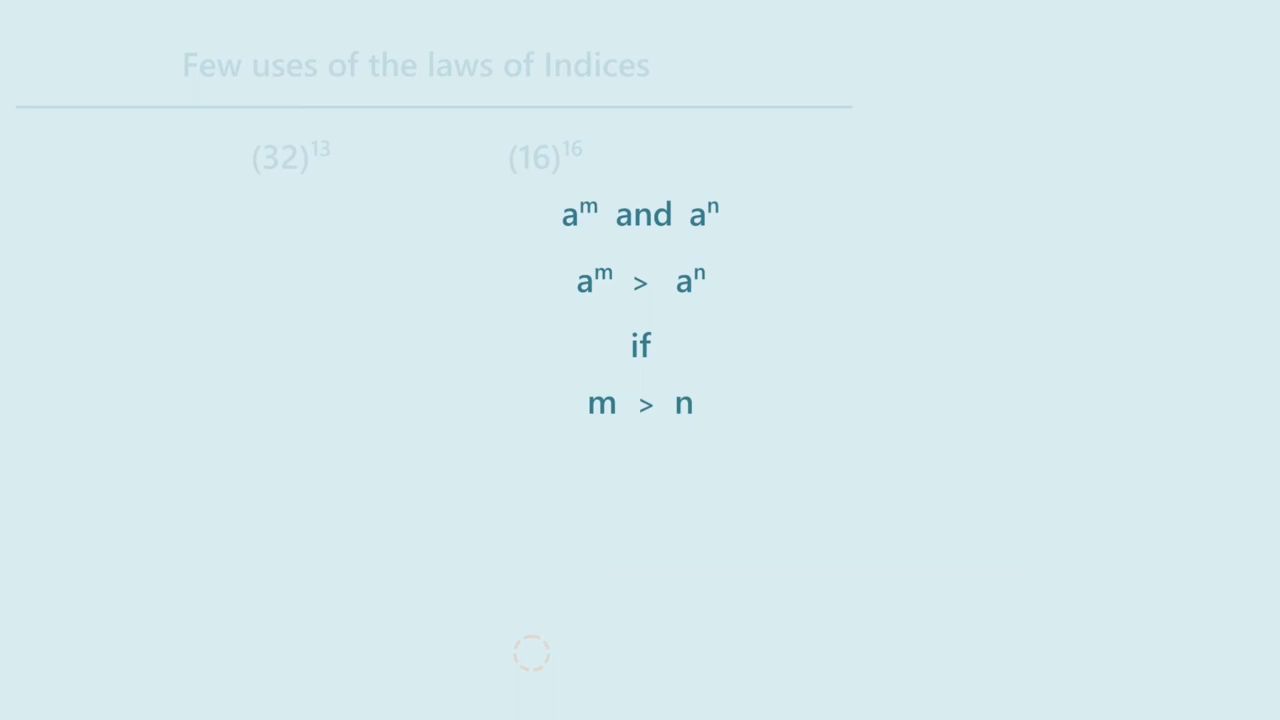 Few uses of the laws of Indices
(32)¹³ (16)¹⁶
aᵐ and aⁿ
aᵐ > aⁿ
if
m > n